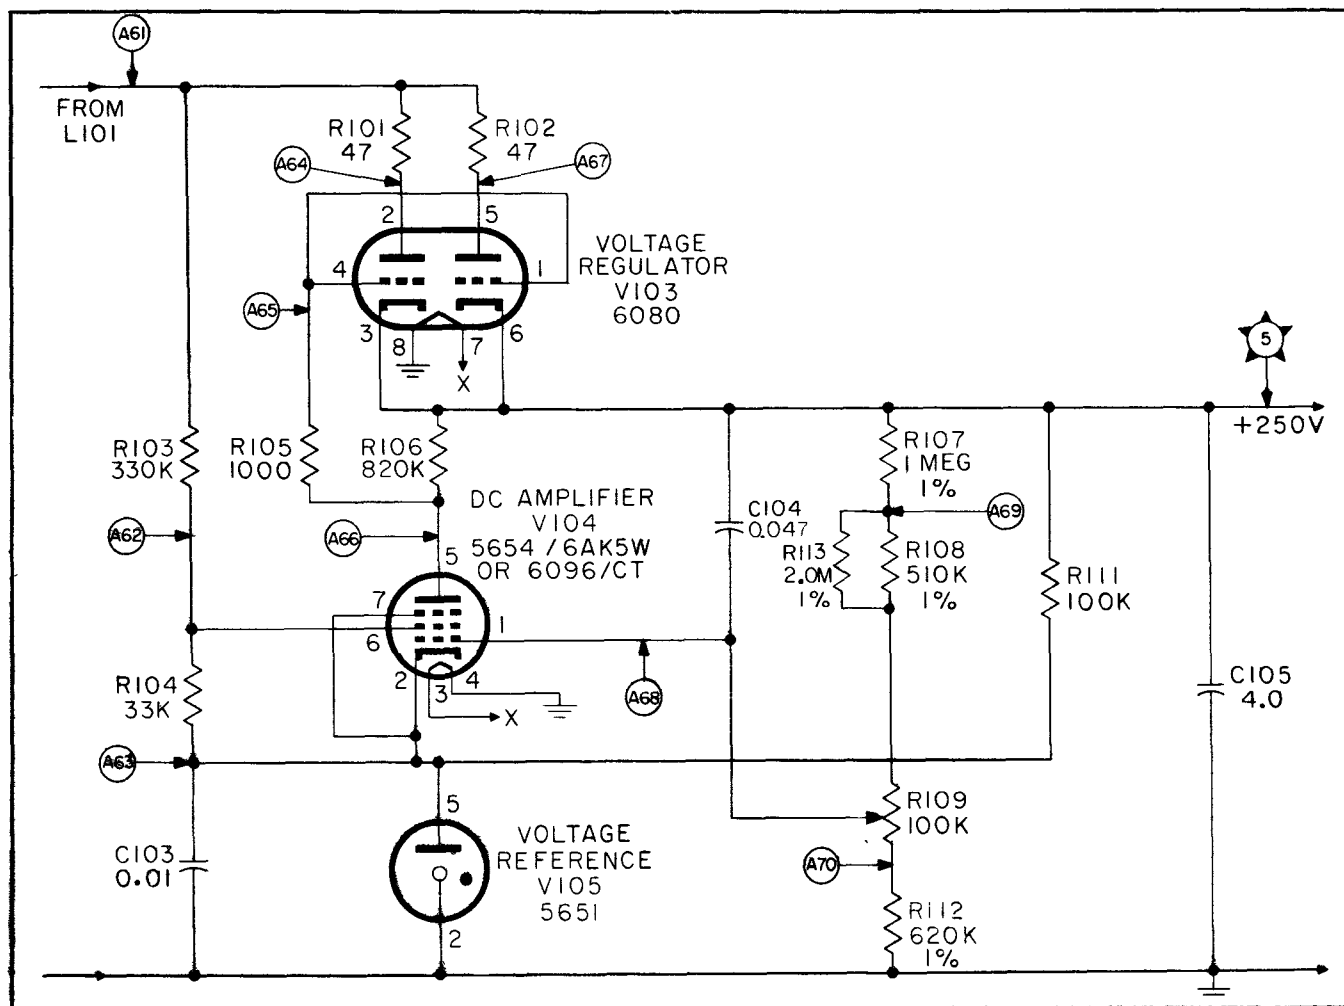 A61
FROM
L101
R101
47
R102
47
A64
A67
2
5
4
1
VOLTAGE
REGULATOR
V103
6080
A65
3
8
7
6
X
5
+250V
R103
330K
R105
1000
R106
820K
R107
1 MEG
1%
DC AMPLIFIER
V104
5654/6AK5W
OR 6096/CT
C104
0.047
A69
A62
A66
5
R113
2.0M
1%
R108
510K
1%
R111
100K
7
6
1
2
3
4
X
A68
R104
33K
C105
4.0
A63
5
R109
100K
VOLTAGE
REFERENCE
V105
5651
C103
0.01
A70
2
R112
620K
1%